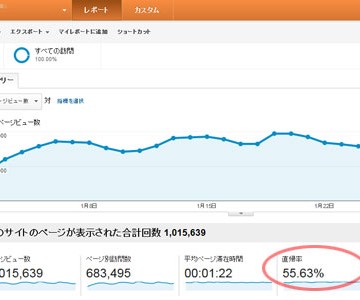 レポート カスタム
エクスポート マイレポートに追加 ショートカット
すべての訪問
100.00%
リー
ページビュー数 対 指標を選択
ページビュー数
1月8日 1月15日 1月22日
のサイトのページが表示された合計回数 1,015,639
ジビュー数 ページ別訪問数 平均ページ滞在時間 直帰率
015,639 683,495 00:01:22 55.63%